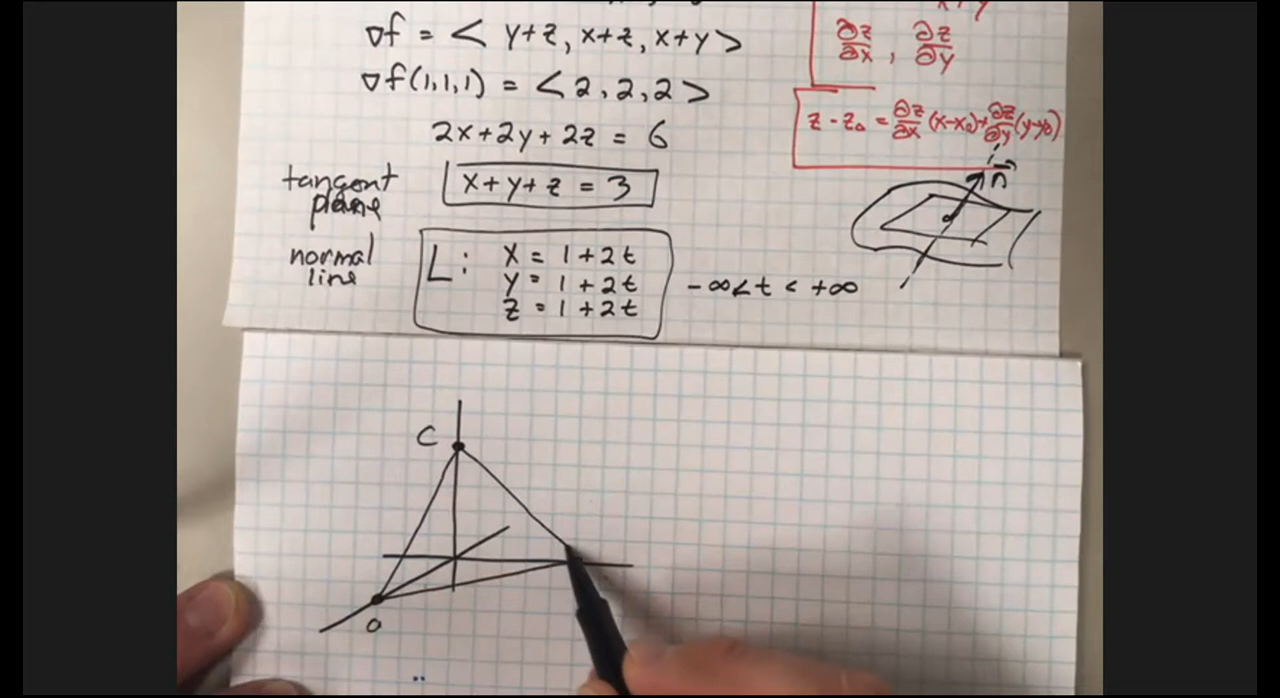 ∇f = < y+z, x+z, x+y >
∇f(1,1,1) = < 2, 2, 2 >
2x+2y+2z = 6
tangent plane
x+y+z = 3
normal line
L: x = 1+2t
y = 1+2t
z = 1+2t
-∞ < t < +∞
x+y
∂z/∂x , ∂z/∂y
z - z₀ = ∂z/∂x (x-x₀) + ∂z/∂y (y-y₀)
n
C
a